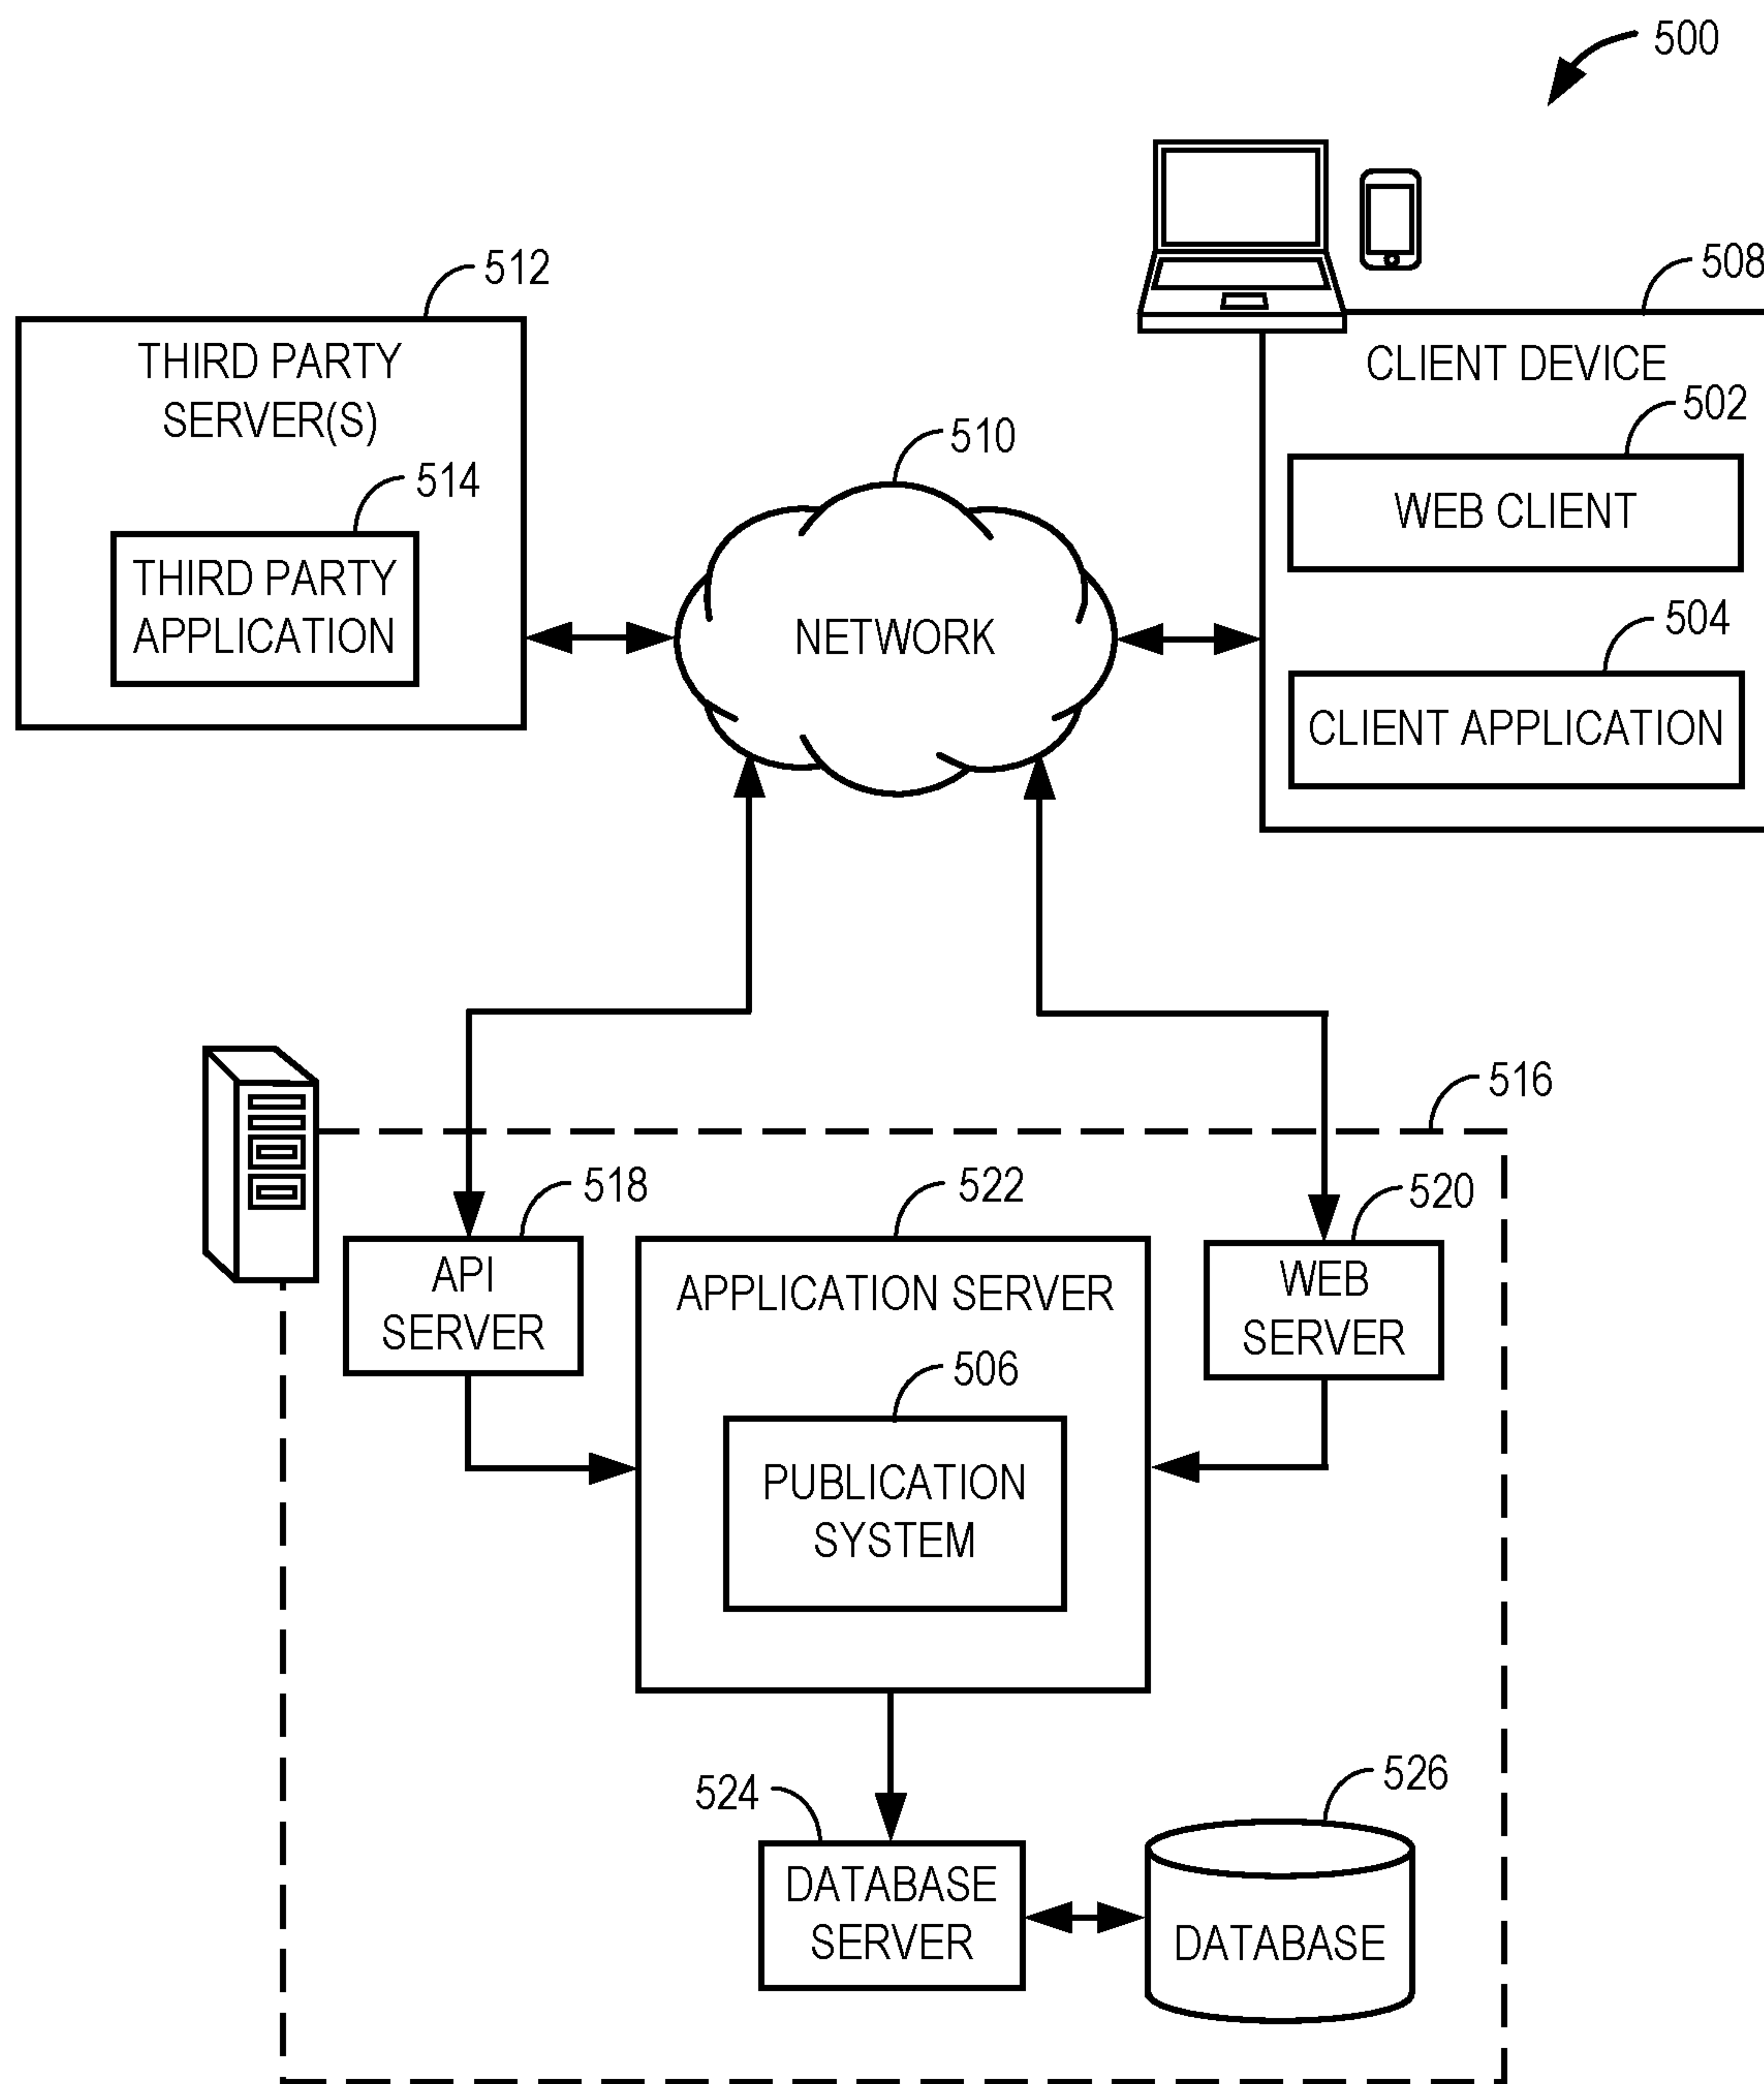 500
512
THIRD PARTY
SERVER(S)
514
THIRD PARTY
APPLICATION
510
NETWORK
508
CLIENT DEVICE
502
WEB CLIENT
504
CLIENT APPLICATION
516
518
API
SERVER
522
APPLICATION SERVER
506
PUBLICATION
SYSTEM
520
WEB
SERVER
524
DATABASE
SERVER
526
DATABASE